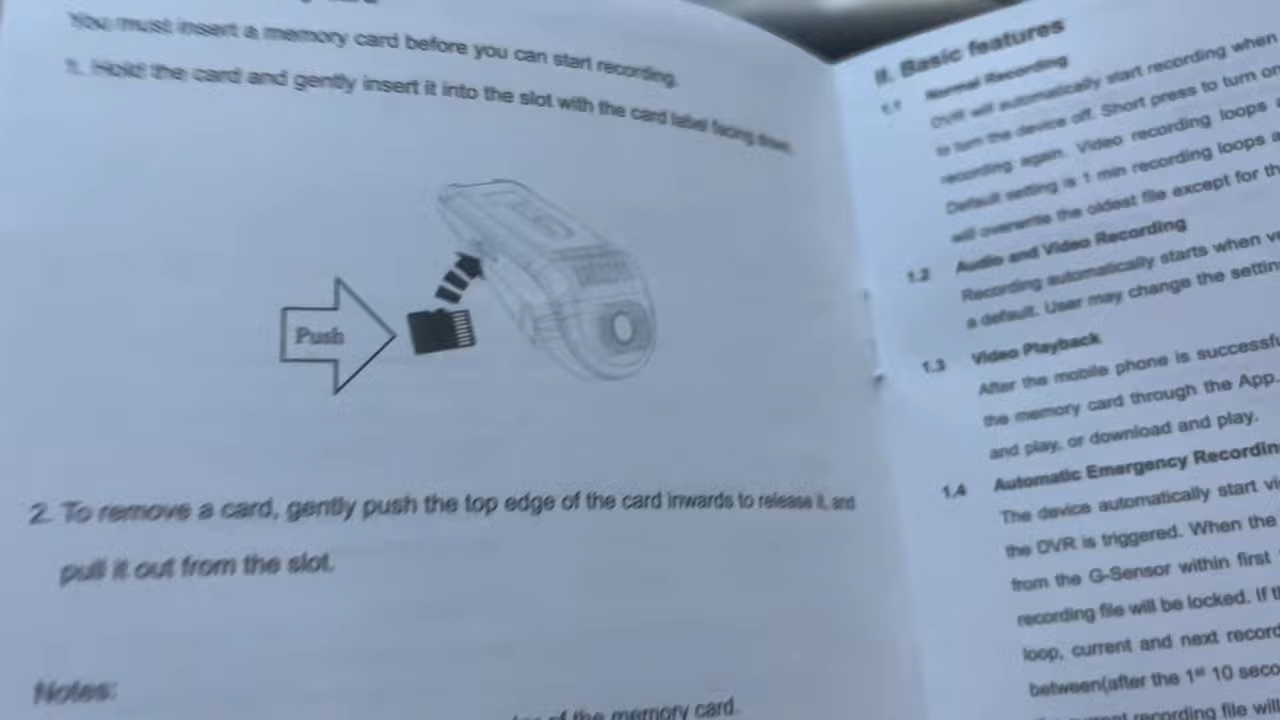 You must insert a memory card before you can start recording.
1. Hold the card and gently insert it into the slot with the card label facing down.
Push
2. To remove a card, gently push the top edge of the card inwards to release it, and
pull it out from the slot.
Notes:
of the memory card.
II. Basic features
1.1 Normal Recording
DVR will automatically start recording when
to turn the device off. Short press to turn on
recording again. Video recording loops
Default setting is 1 min recording loops
will overwrite the oldest file except for
1.2 Audio and Video Recording
Recording automatically starts when
a default. User may change the
1.3 Video Playback
After the mobile phone is
the memory card through the App.
and play, or download and play.
1.4 Automatic Emergency
The device automatically start
the DVR is triggered. When the
from the G-Sensor within first
recording file will be locked. If
loop, current and next
between(after the 1st 10
recording file will